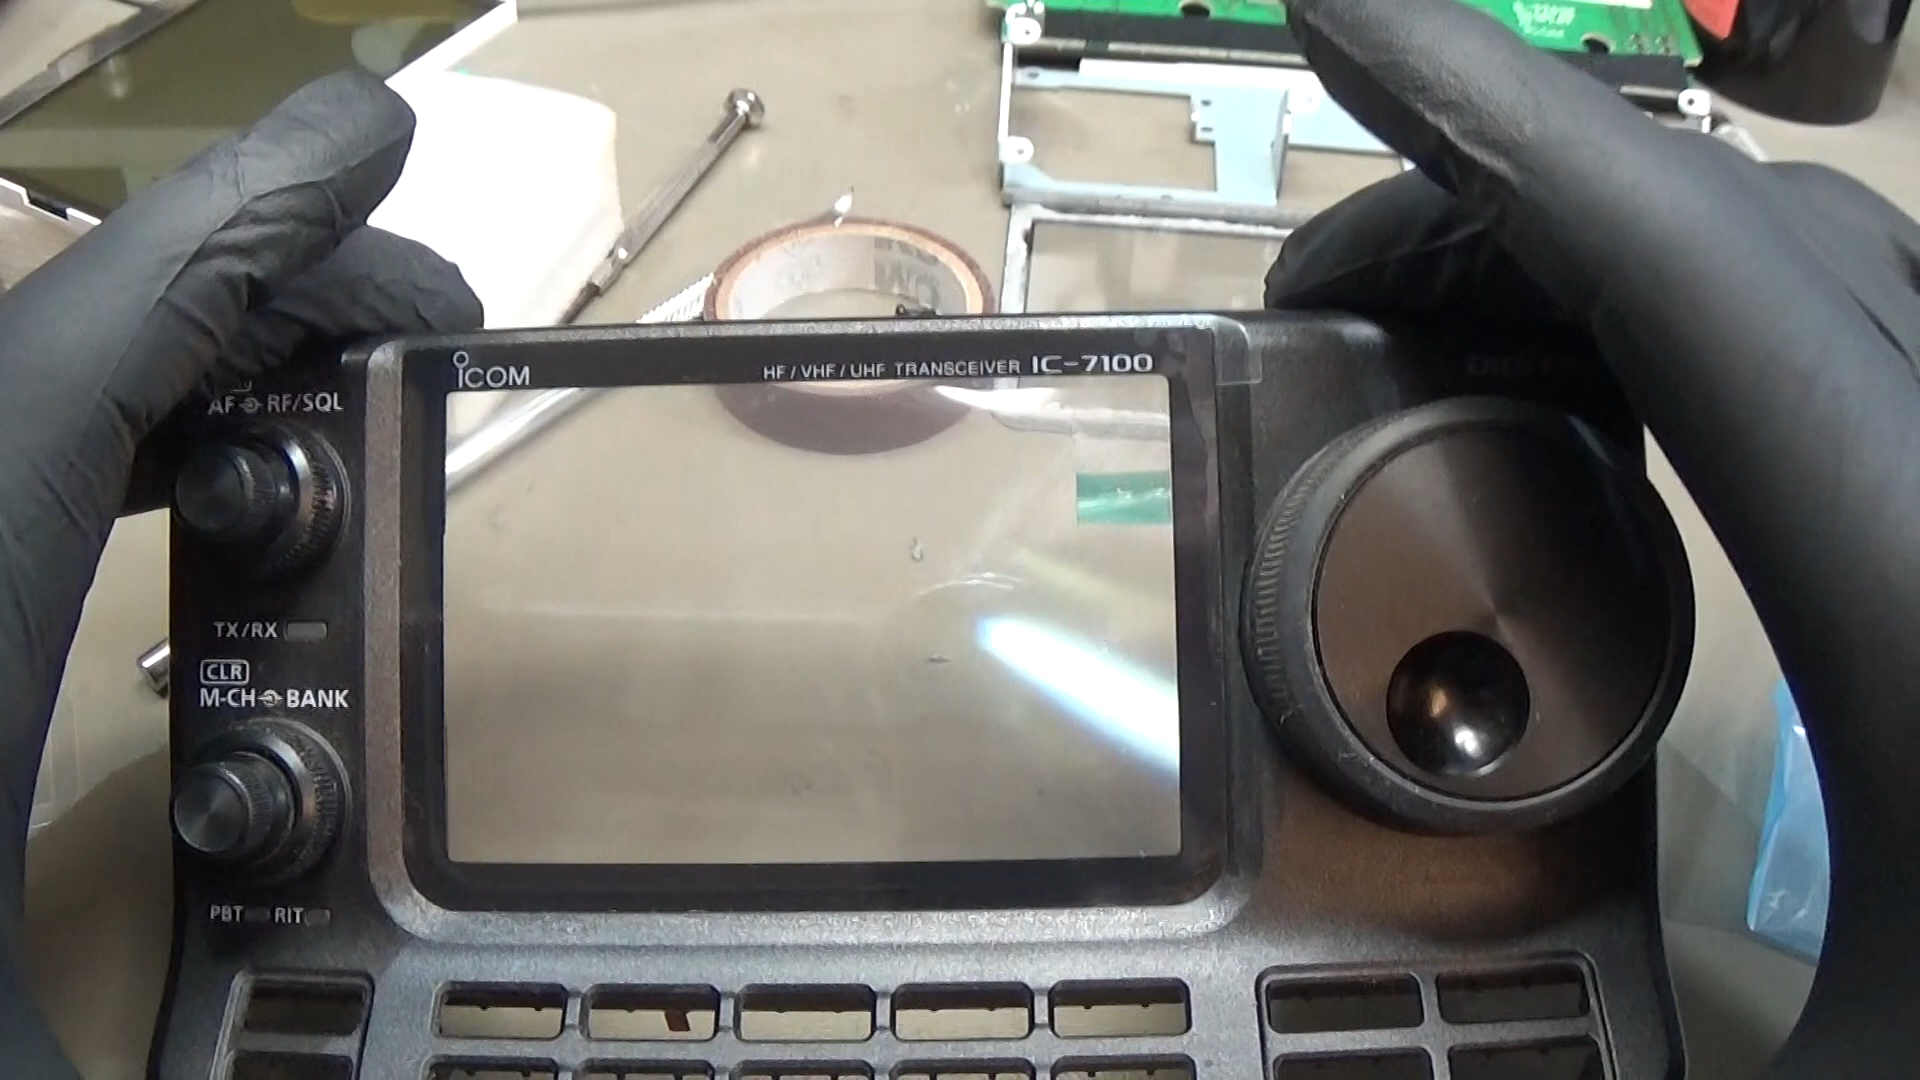 ICOM
HF/VHF/UHF TRANSCEIVER IC-7100
AF RF/SQL
TX/RX
CLR
M-CH BANK
PBT RIT